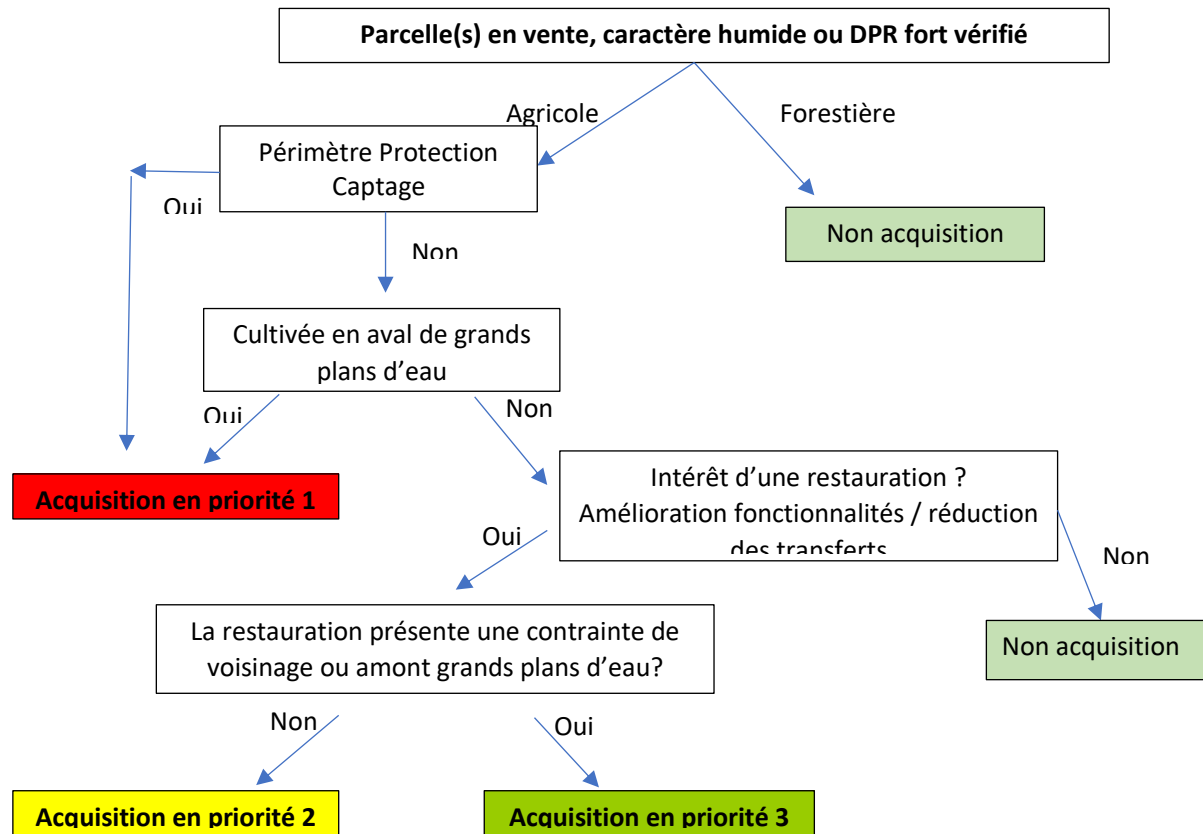 Parcelle(s) en vente, caractère humide ou DPR fort vérifié
Agricole
Forestière
Périmètre Protection
Captage
Oui
Non
Non acquisition
Cultivée en aval de grands
plans d’eau
Oui
Non
Acquisition en priorité 1
Intérêt d’une restauration ?
Amélioration fonctionnalités / réduction
des transferts
Oui
Non
La restauration présente une contrainte de
voisinage ou amont grands plans d’eau?
Non acquisition
Non
Oui
Acquisition en priorité 2
Acquisition en priorité 3